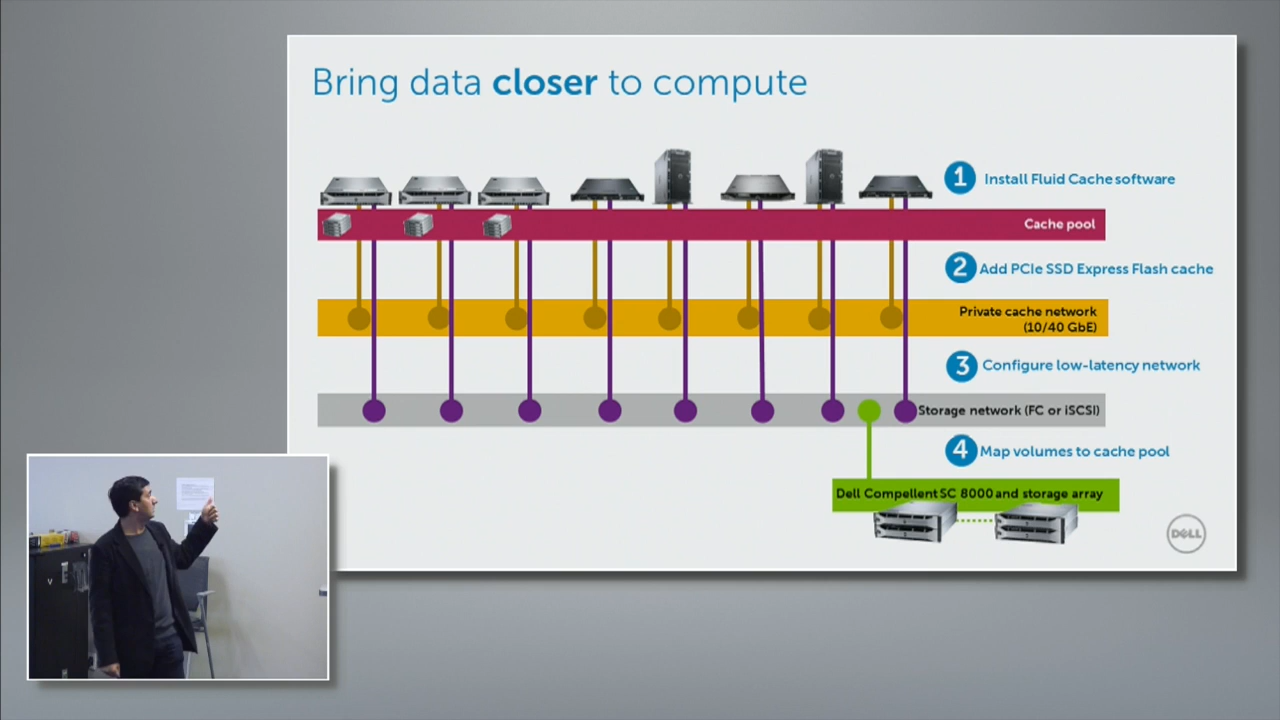 Bring data closer to compute
1 Install Fluid Cache software
Cache pool
2 Add PCIe SSD Express Flash cache
Private cache network
(10/40 GbE)
3 Configure low-latency network
Storage network (FC or iSCSI)
4 Map volumes to cache pool
Dell Compellent SC 8000 and storage array
DELL